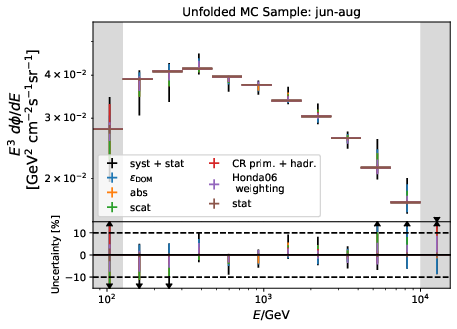 Unfolded MC Sample: jun-aug
E³ dϕ/dE
[GeV² cm⁻²s⁻¹sr⁻¹]
4 × 10⁻²
3 × 10⁻²
2 × 10⁻²
syst + stat
ε_DOM
abs
scat
CR prim. + hadr.
Honda06
weighting
stat
Uncertainty [%]
10
0
−10
10² 10³ 10⁴
E/GeV